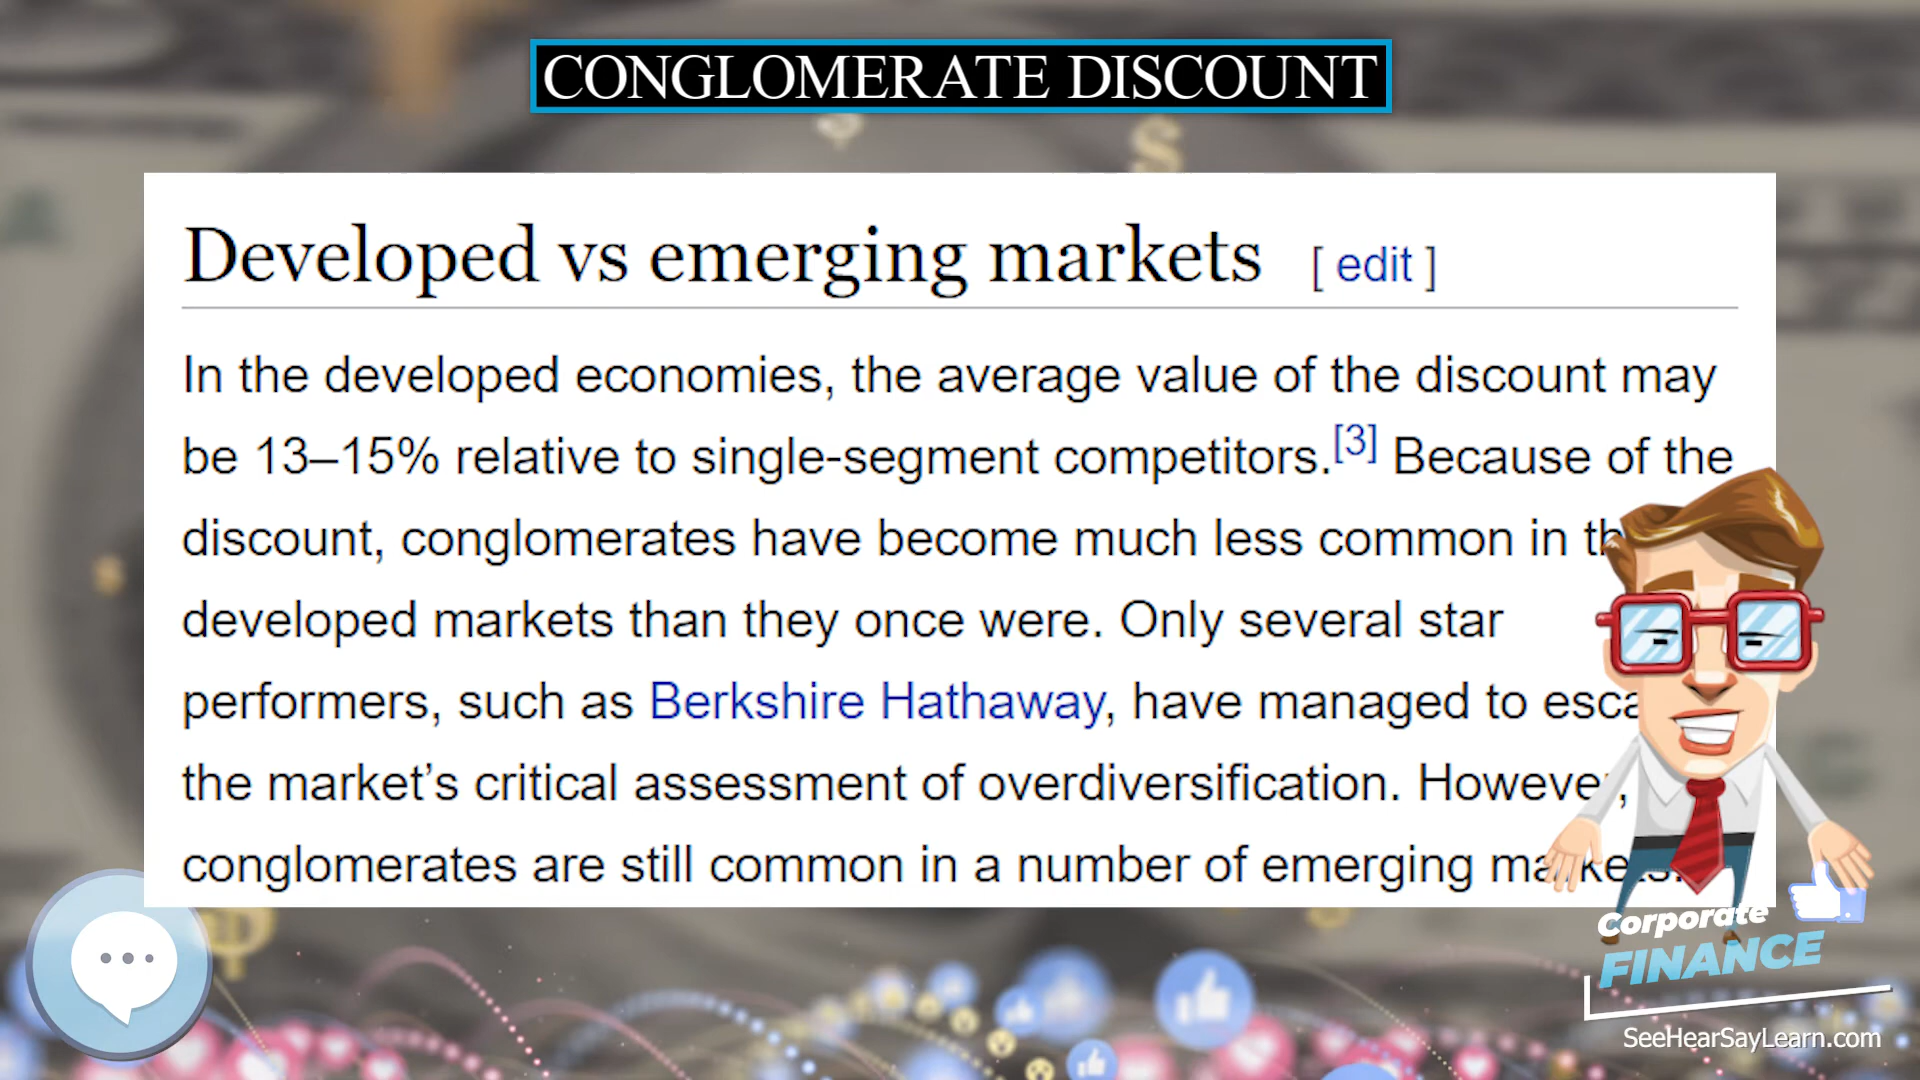 CONGLOMERATE DISCOUNT
Developed vs emerging markets [ edit ]
In the developed economies, the average value of the discount may
be 13–15% relative to single-segment competitors.[3] Because of the
discount, conglomerates have become much less common in
developed markets than they once were. Only several star
performers, such as Berkshire Hathaway, have managed to
the market’s critical assessment of overdiversification. However,
conglomerates are still common in a number of emerging markets.
Corporate
FINANCE
SeeHearSayLearn.com